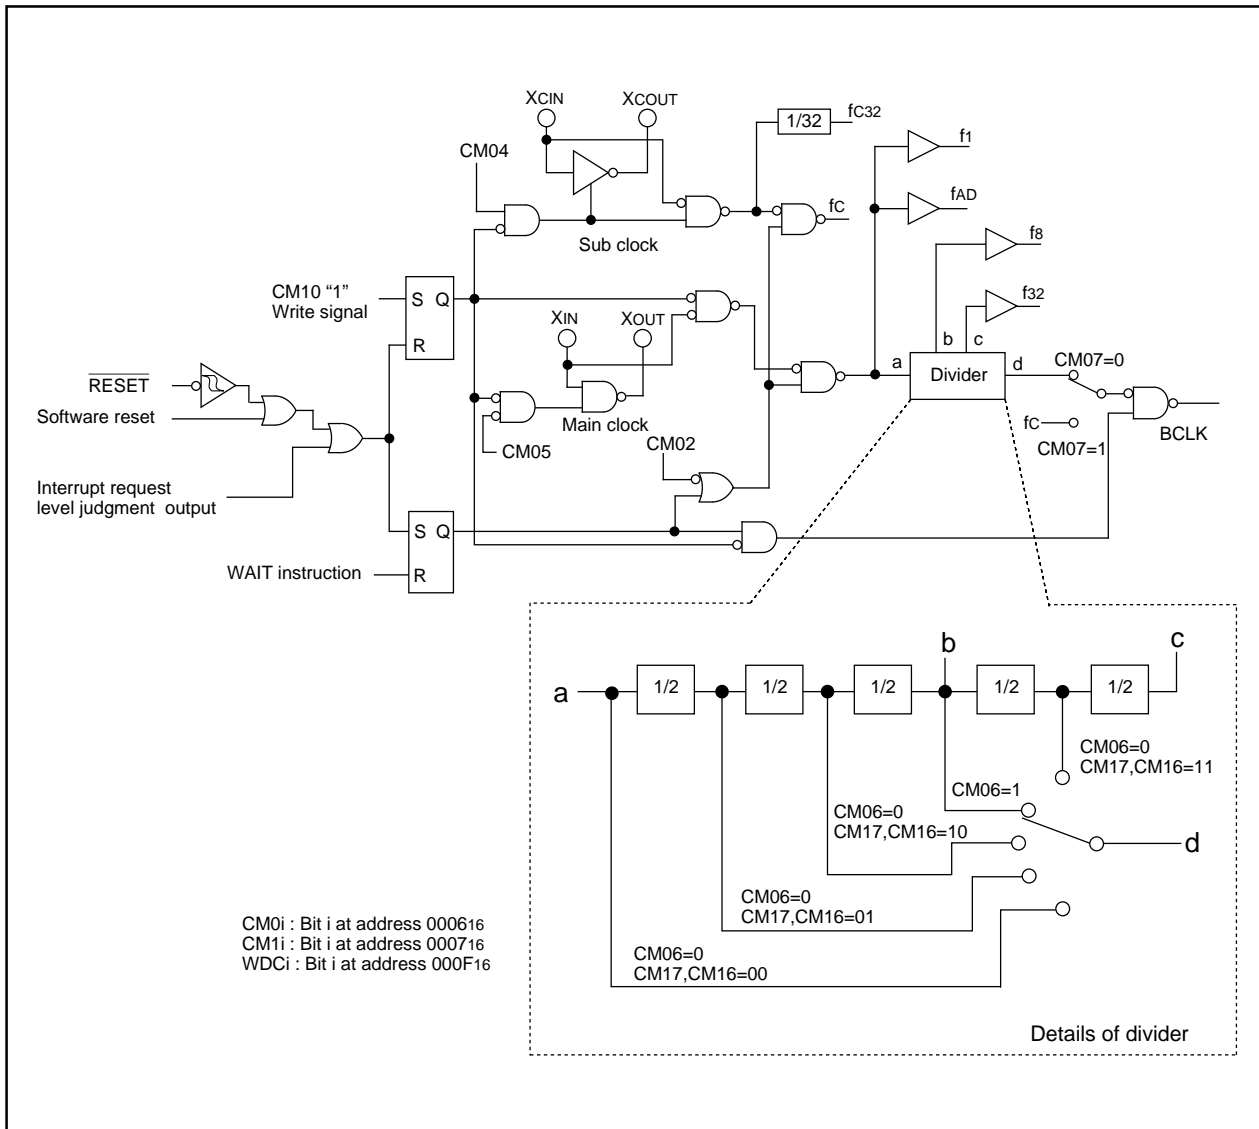 XCIN
XCOUT
1/32
fC32
f1
CM04
fAD
fC
Sub clock
f8
CM10 “1”
Write signal
S Q
R
XIN
XOUT
f32
b c
a
Divider
d
CM07=0
RESET
Software reset
Main clock
CM05
CM02
fC
CM07=1
BCLK
Interrupt request
level judgment output
S Q
R
WAIT instruction
b
c
a
1/2
1/2
1/2
1/2
1/2
CM06=0
CM17,CM16=11
CM06=1
CM06=0
CM17,CM16=10
d
CM06=0
CM17,CM16=01
CM06=0
CM17,CM16=00
CM0i : Bit i at address 000616
CM1i : Bit i at address 000716
WDCi : Bit i at address 000F16
Details of divider